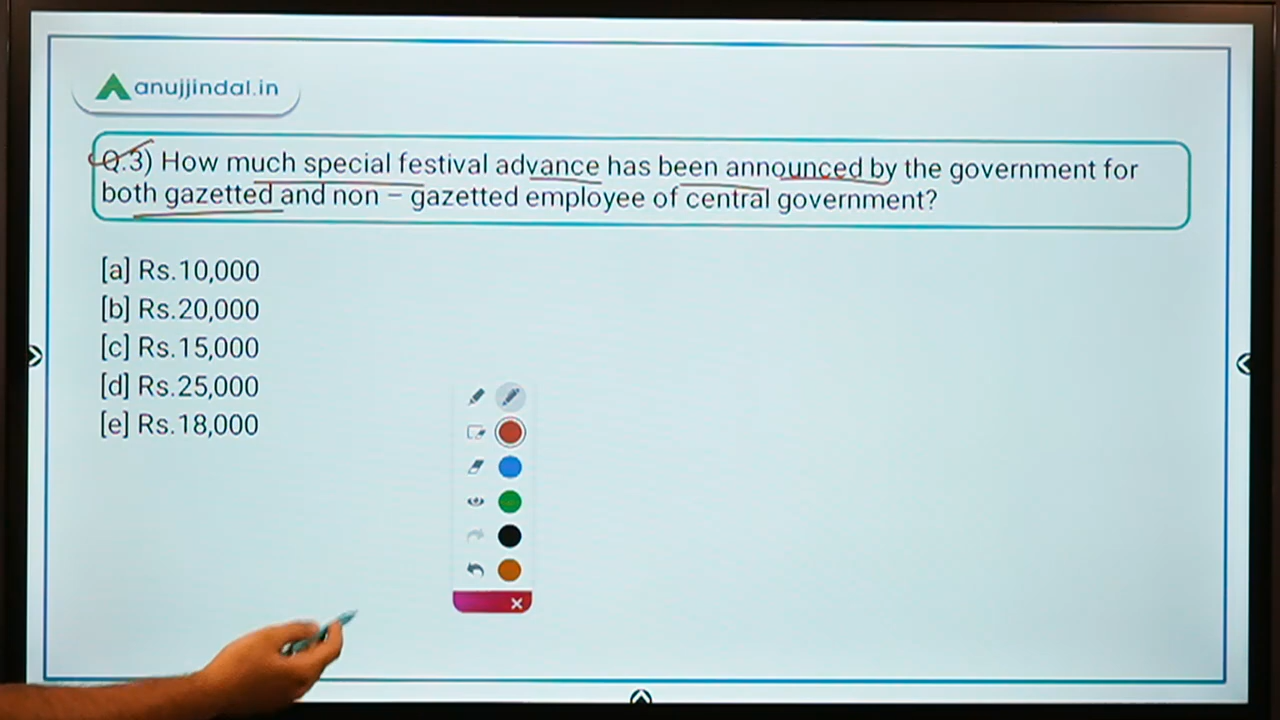 anujjindal.in
Q.3) How much special festival advance has been announced by the government for
both gazetted and non – gazetted employee of central government?
[a] Rs.10,000
[b] Rs.20,000
[c] Rs.15,000
[d] Rs.25,000
[e] Rs.18,000